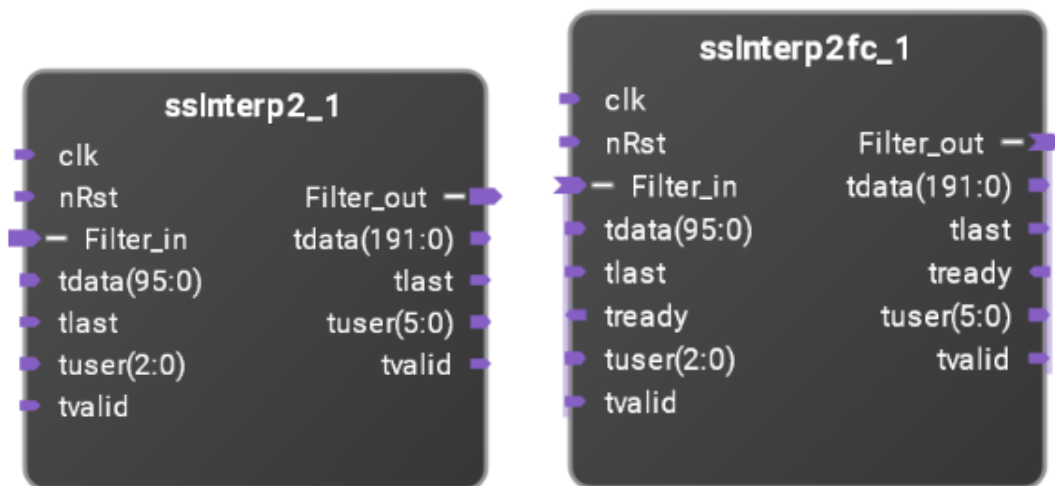 ssInterp2_1
clk
nRst
Filter_out
Filter_in
tdata(191:0)
tdata(95:0)
tlast
tlast
tuser(5:0)
tuser(2:0)
tvalid
tvalid
ssInterp2fc_1
clk
nRst
Filter_out
Filter_in
tdata(191:0)
tdata(95:0)
tlast
tlast
tready
tready
tuser(5:0)
tuser(2:0)
tvalid
tvalid